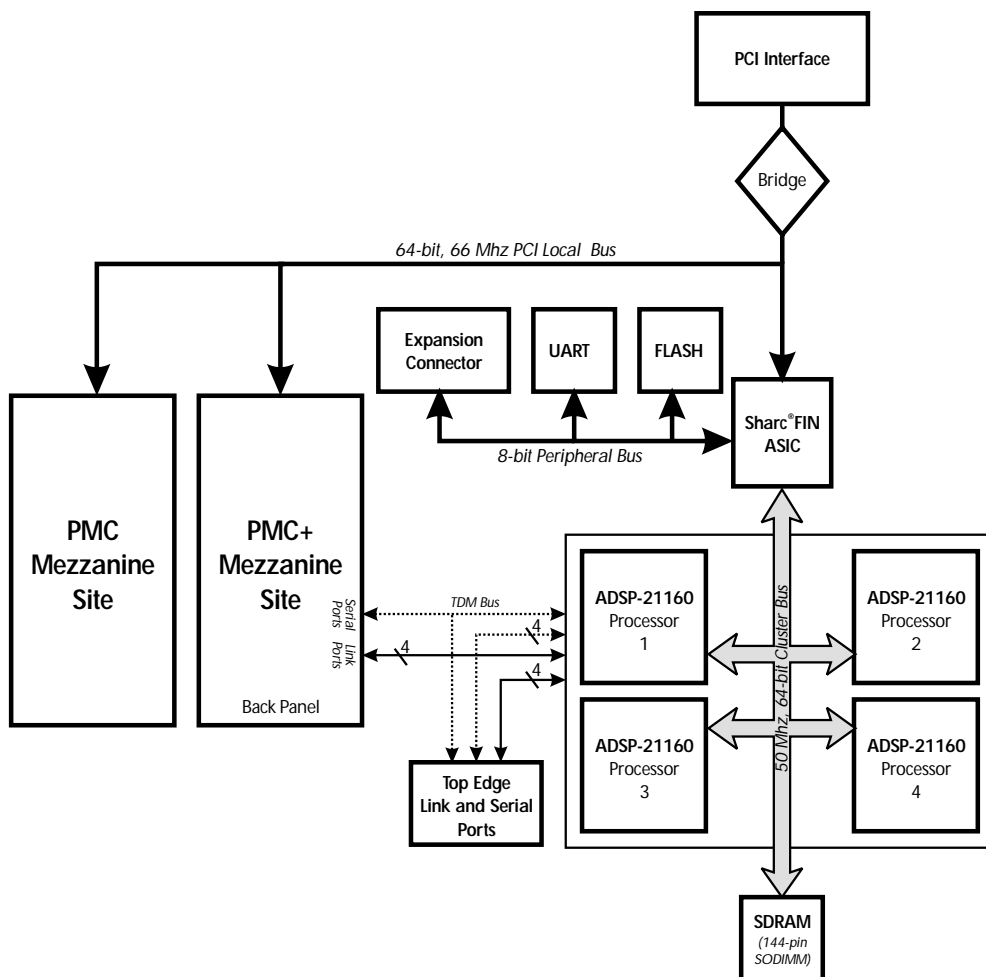 PCI Interface
Bridge
64-bit, 66 Mhz PCI Local Bus
Expansion
Connector
UART
FLASH
Sharc®FIN
ASIC
8-bit Peripheral Bus
PMC
Mezzanine
Site
PMC+
Mezzanine
Site
Serial
Ports
Link
Ports
Back Panel
TDM Bus
4
4
4
ADSP-21160
Processor
1
ADSP-21160
Processor
2
ADSP-21160
Processor
3
ADSP-21160
Processor
4
50 Mhz, 64-bit Cluster Bus
Top Edge
Link and Serial
Ports
SDRAM
(144-pin
SODIMM)